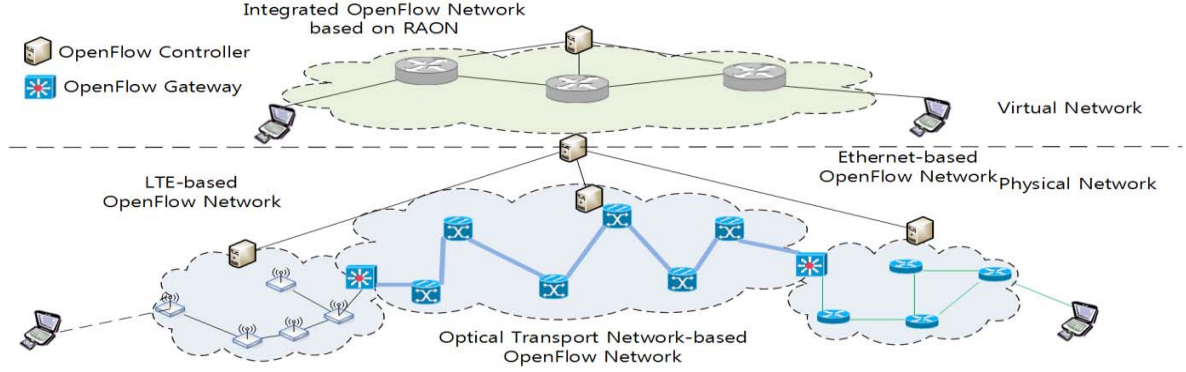 Integrated OpenFlow Network
based on RAON
OpenFlow Controller
OpenFlow Gateway
Virtual Network
Ethernet-based
OpenFlow Network
Physical Network
LTE-based
OpenFlow Network
Optical Transport Network-based
OpenFlow Network